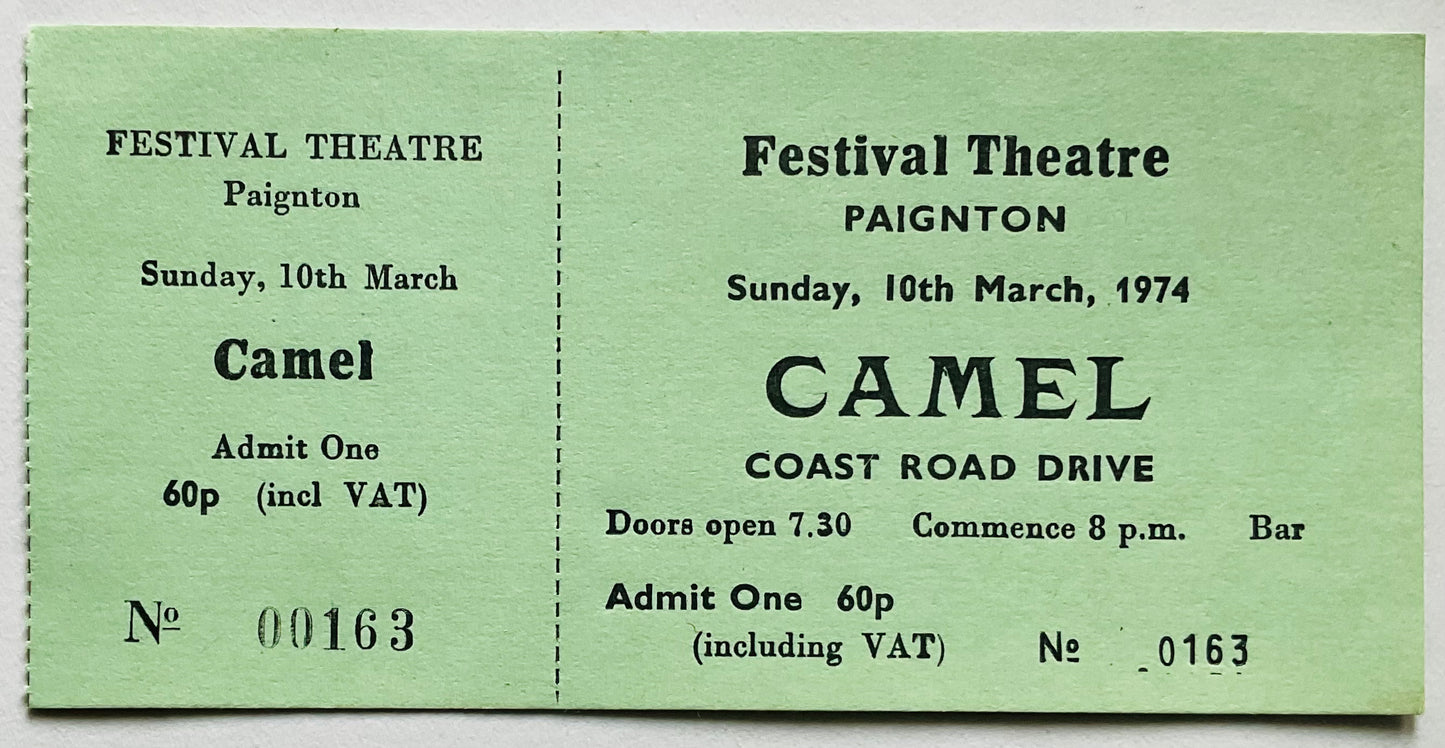 FESTIVAL THEATRE
Paignton
Sunday, 10th March
Camel
Admit One
60p (incl VAT)
Nº 00163
Festival Theatre
PAIGNTON
Sunday, 10th March, 1974
CAMEL
COAST ROAD DRIVE
Doors open 7.30 Commence 8 p.m. Bar
Admit One 60p
(including VAT) Nº 0163